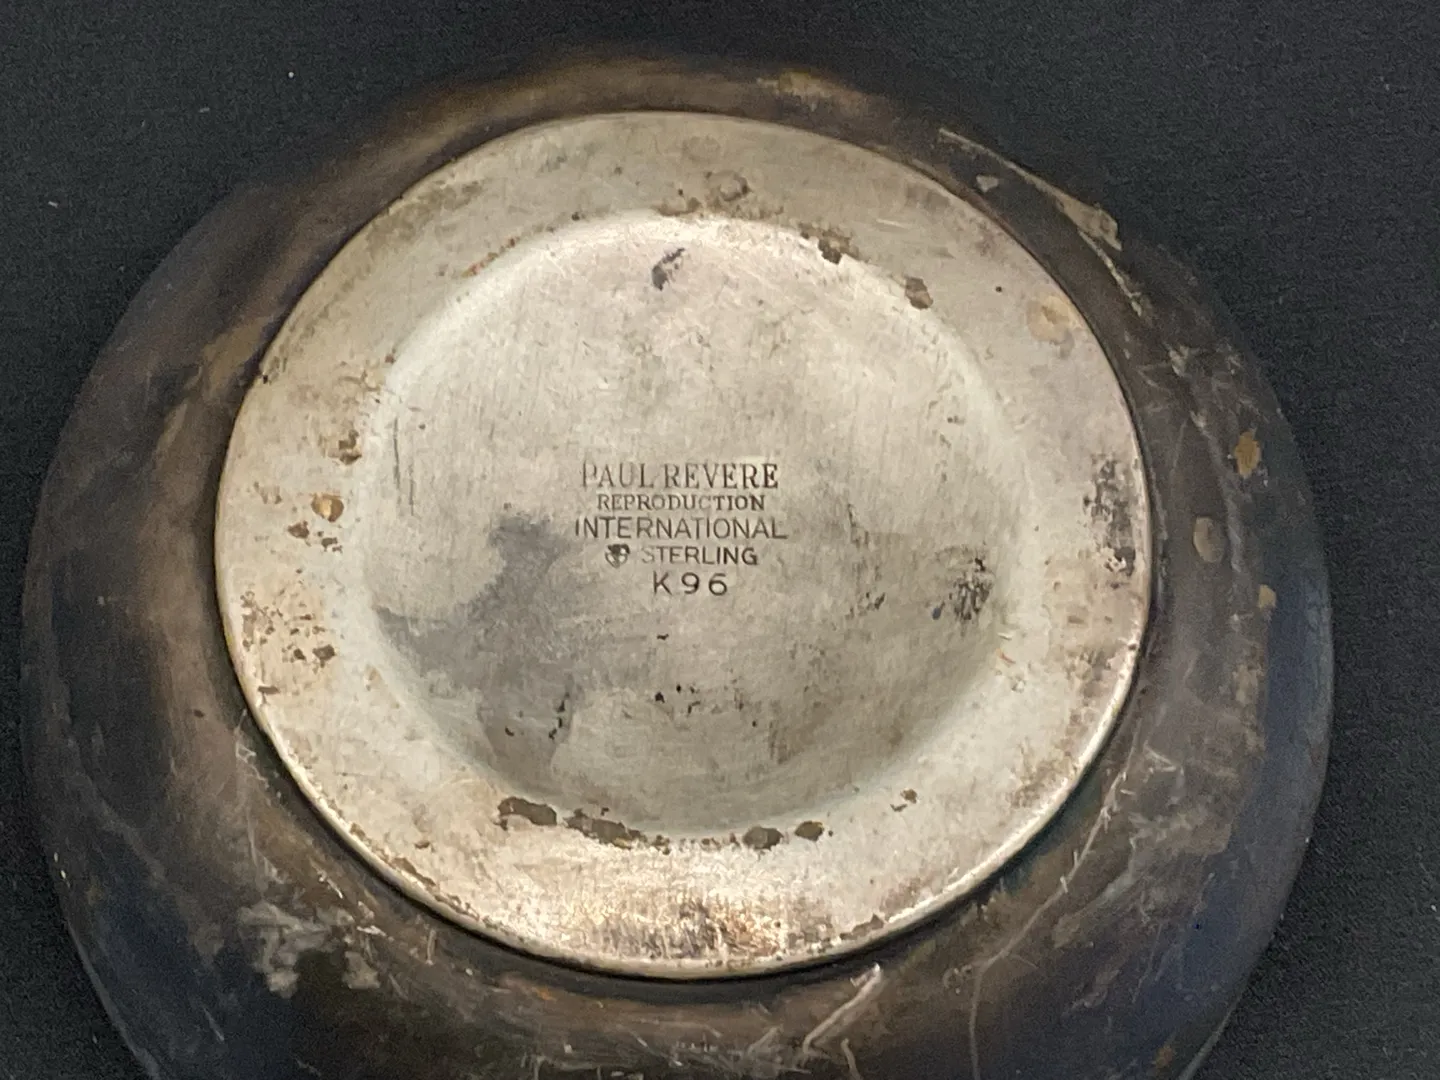 PAUL REVERE
REPRODUCTION
INTERNATIONAL
STERLING
K96